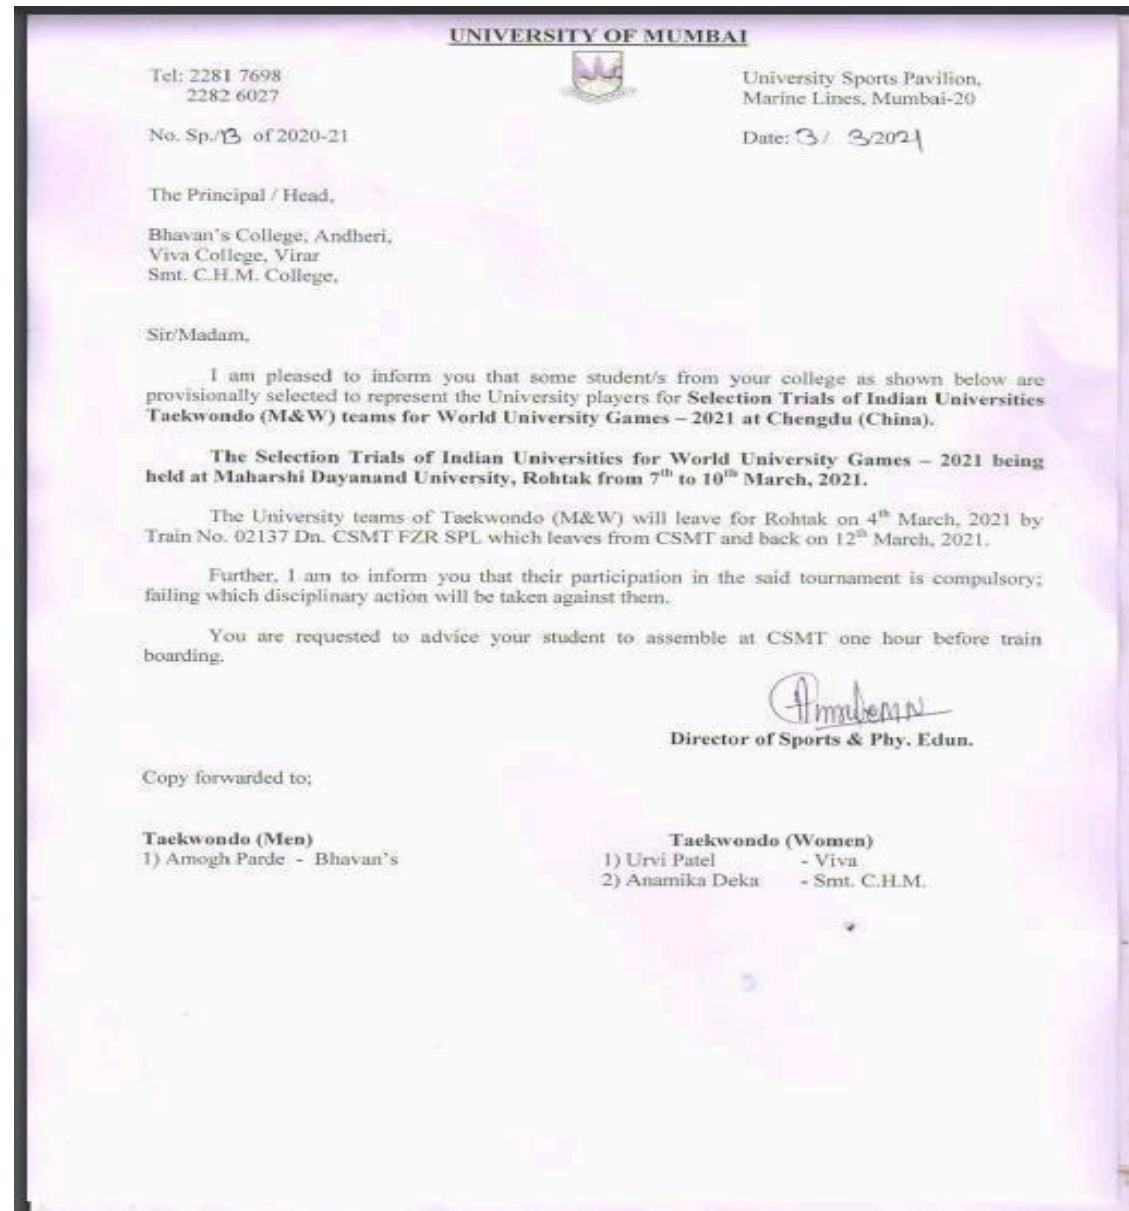 UNIVERSITY OF MUMBAI
Tel: 2281 7698
2282 6027
University Sports Pavilion,
Marine Lines, Mumbai-20
No. Sp./13 of 2020-21
Date: 3/ 3/2021
The Principal / Head,
Bhavan's College, Andheri,
Viva College, Virar
Smt. C.H.M. College,
Sir/Madam,
I am pleased to inform you that some student/s from your college as shown below are
provisionally selected to represent the University players for Selection Trials of Indian Universities
Taekwondo (M&W) teams for World University Games – 2021 at Chengdu (China).
The Selection Trials of Indian Universities for World University Games – 2021 being
held at Maharshi Dayanand University, Rohtak from 7th to 10th March, 2021.
The University teams of Taekwondo (M&W) will leave for Rohtak on 4th March, 2021 by
Train No. 02137 Dn. CSMT FZR SPL which leaves from CSMT and back on 12th March, 2021.
Further, I am to inform you that their participation in the said tournament is compulsory;
failing which disciplinary action will be taken against them.
You are requested to advice your student to assemble at CSMT one hour before train
boarding.
Director of Sports & Phy. Edun.
Copy forwarded to;
Taekwondo (Men)
1) Amogh Parde - Bhavan's
Taekwondo (Women)
1) Urvi Patel - Viva
2) Anamika Deka - Smt. C.H.M.